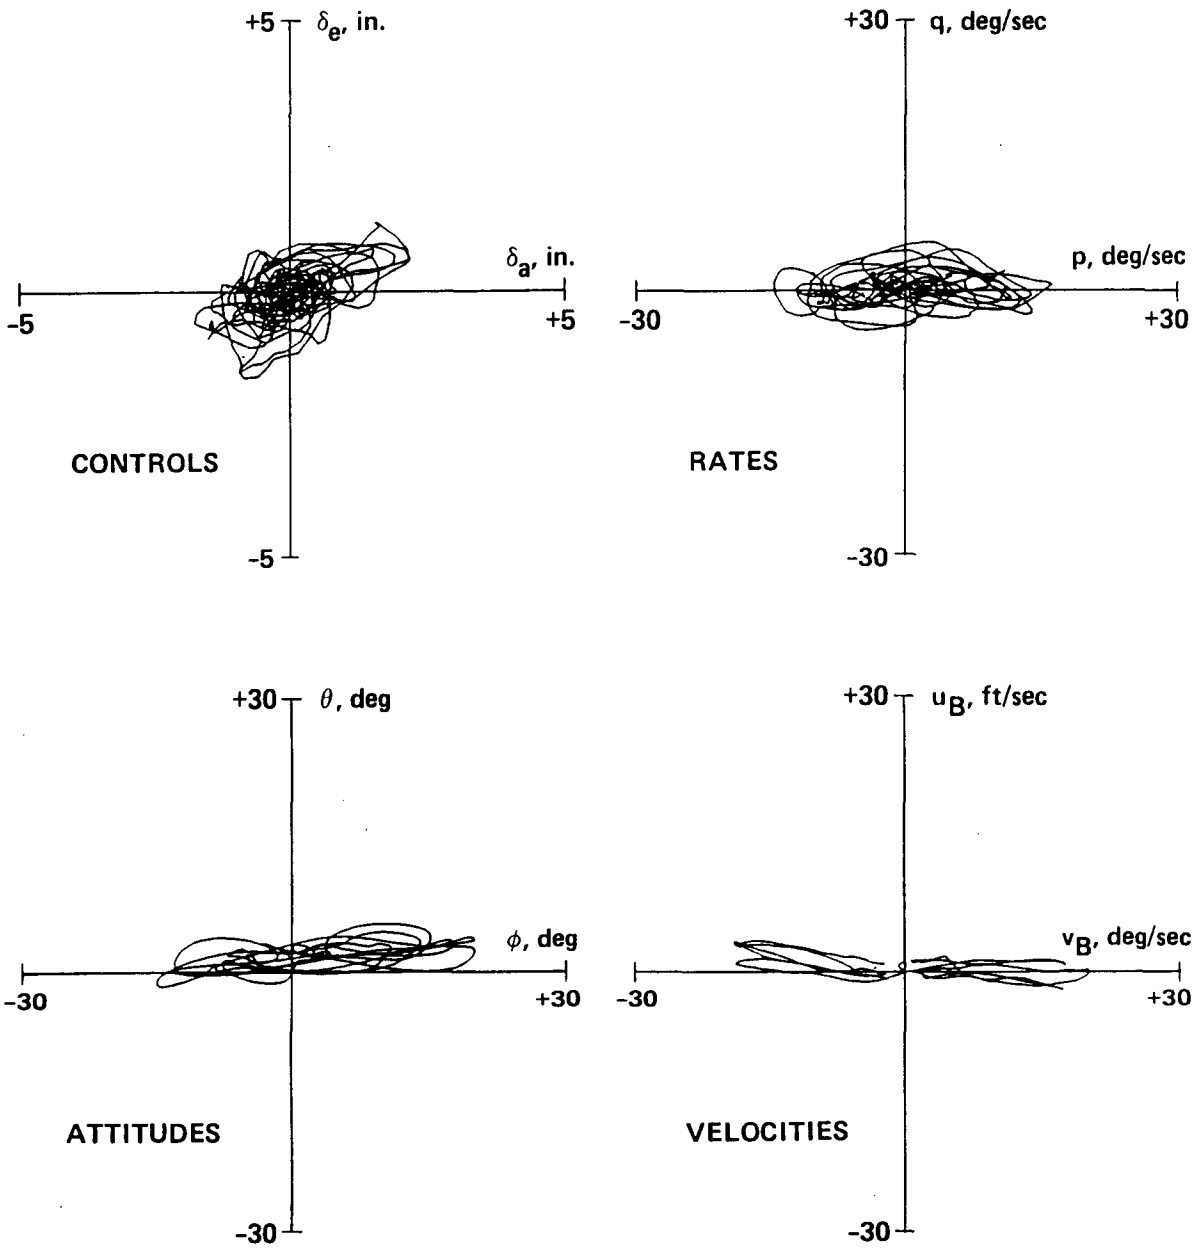 +5 δe, in.
δa, in.
-5
+5
CONTROLS
-5
+30 q, deg/sec
p, deg/sec
-30
+30
RATES
-30
+30 θ, deg
ϕ, deg
-30
+30
ATTITUDES
-30
+30 uB, ft/sec
vB, deg/sec
-30
+30
VELOCITIES
-30